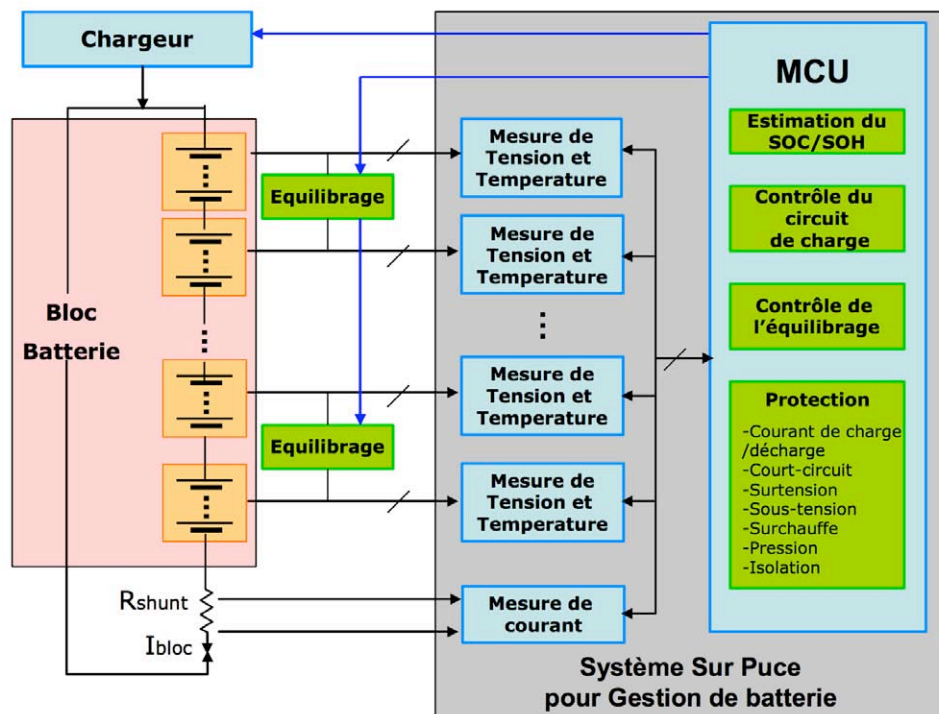 Chargeur
MCU
Estimation du
SOC/SOH
Contrôle du
circuit
de charge
Contrôle de
l'équilibrage
Protection
-Courant de charge
/décharge
-Court-circuit
-Surtension
-Sous-tension
-Surchauffe
-Pression
-Isolation
Mesure de
Tension et
Temperature
Equilibrage
Mesure de
Tension et
Temperature
Bloc
Batterie
Mesure de
Tension et
Temperature
Equilibrage
Mesure de
Tension et
Temperature
Rshunt
Ibloc
Mesure de
courant
Système Sur Puce
pour Gestion de batterie